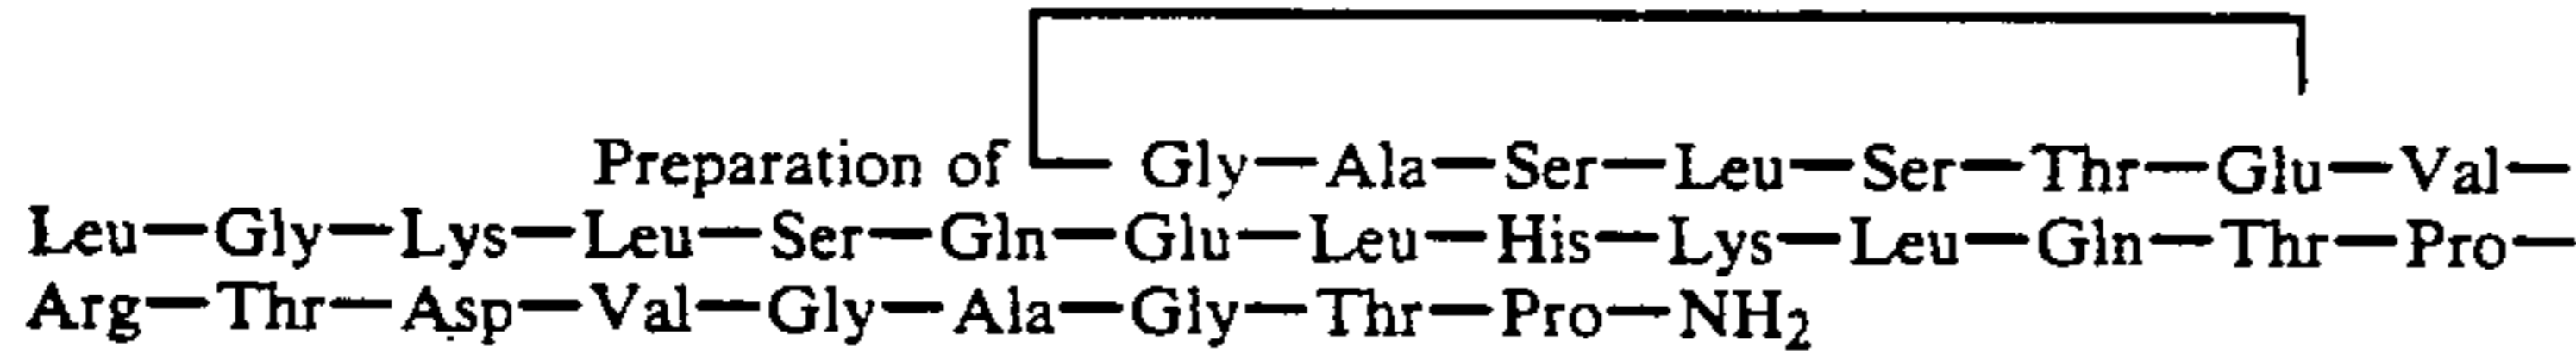 Preparation of Gly—Ala—Ser—Leu—Ser—Thr—Glu—Val—
Leu—Gly—Lys—Leu—Ser—Gln—Glu—Leu—His—Lys—Leu—Gln—Thr—Pro—
Arg—Thr—Asp—Val—Gly—Ala—Gly—Thr—Pro—NH₂